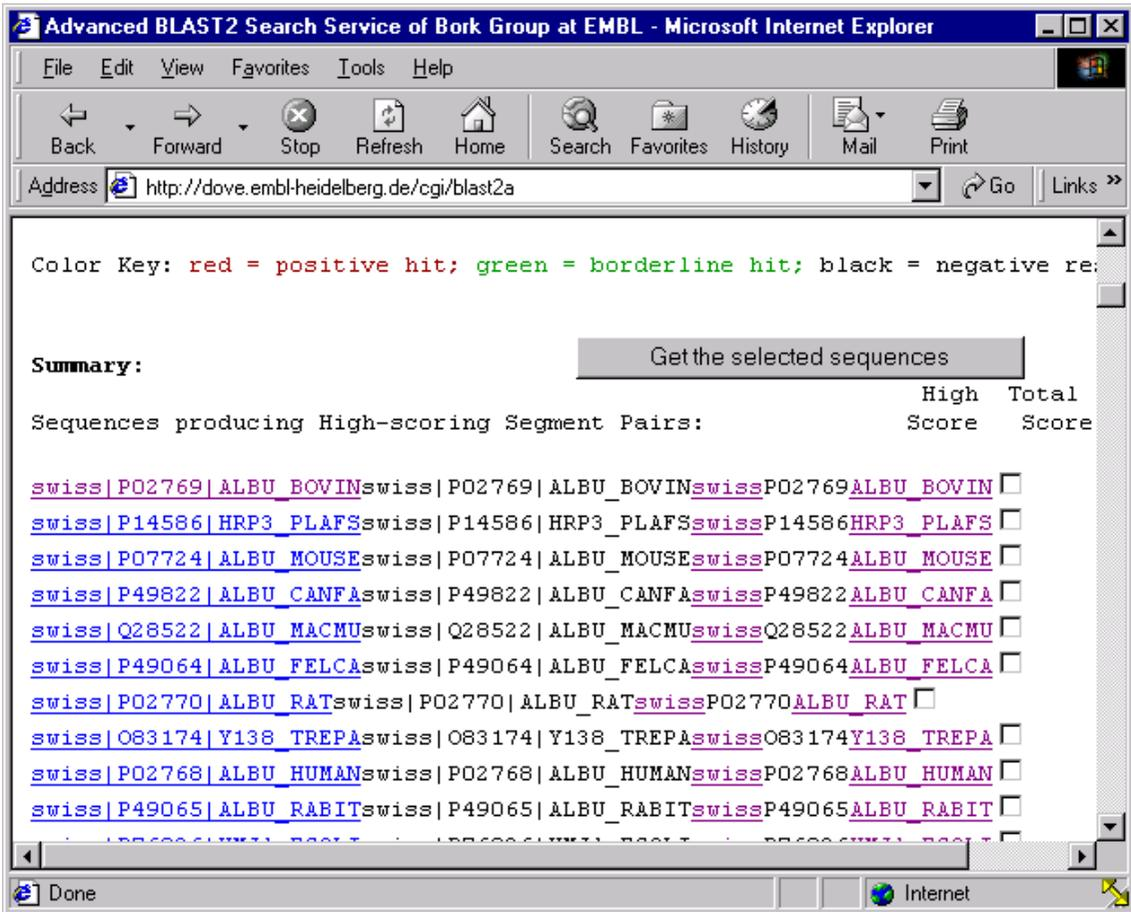 Advanced BLAST2 Search Service of Bork Group at EMBL - Microsoft Internet Explorer
File Edit View Favorites Tools Help
Back Forward Stop Refresh Home Search Favorites History Mail Print
Address http://dove.embl-heidelberg.de/cgi/blast2a Go Links »
Color Key: red = positive hit; green = borderline hit; black = negative
Summary: Get the selected sequences
High Total
Sequences producing High-scoring Segment Pairs: Score Score
swiss|P02769|ALBU_BOVINswiss|P02769|ALBU_BOVINswissP02769ALBU_BOVIN
swiss|P14586|HRP3_PLAFSswiss|P14586|HRP3_PLAFSswissP14586HRP3_PLAFS
swiss|P07724|ALBU_MOUSEswiss|P07724|ALBU_MOUSEswissP07724ALBU_MOUSE
swiss|P49822|ALBU_CANFAswiss|P49822|ALBU_CANFAswissP49822ALBU_CANFA
swiss|Q28522|ALBU_MACMUswiss|Q28522|ALBU_MACMUswissQ28522ALBU_MACMU
swiss|P49064|ALBU_FELCAswiss|P49064|ALBU_FELCAswissP49064ALBU_FELCA
swiss|P02770|ALBU_RATswiss|P02770|ALBU_RATswissP02770ALBU_RAT
swiss|O83174|Y138_TREPAswiss|O83174|Y138_TREPAswissO83174Y138_TREPA
swiss|P02768|ALBU_HUMANswiss|P02768|ALBU_HUMANswissP02768ALBU_HUMAN
swiss|P49065|ALBU_RABITswiss|P49065|ALBU_RABITswissP49065ALBU_RABIT
Done Internet